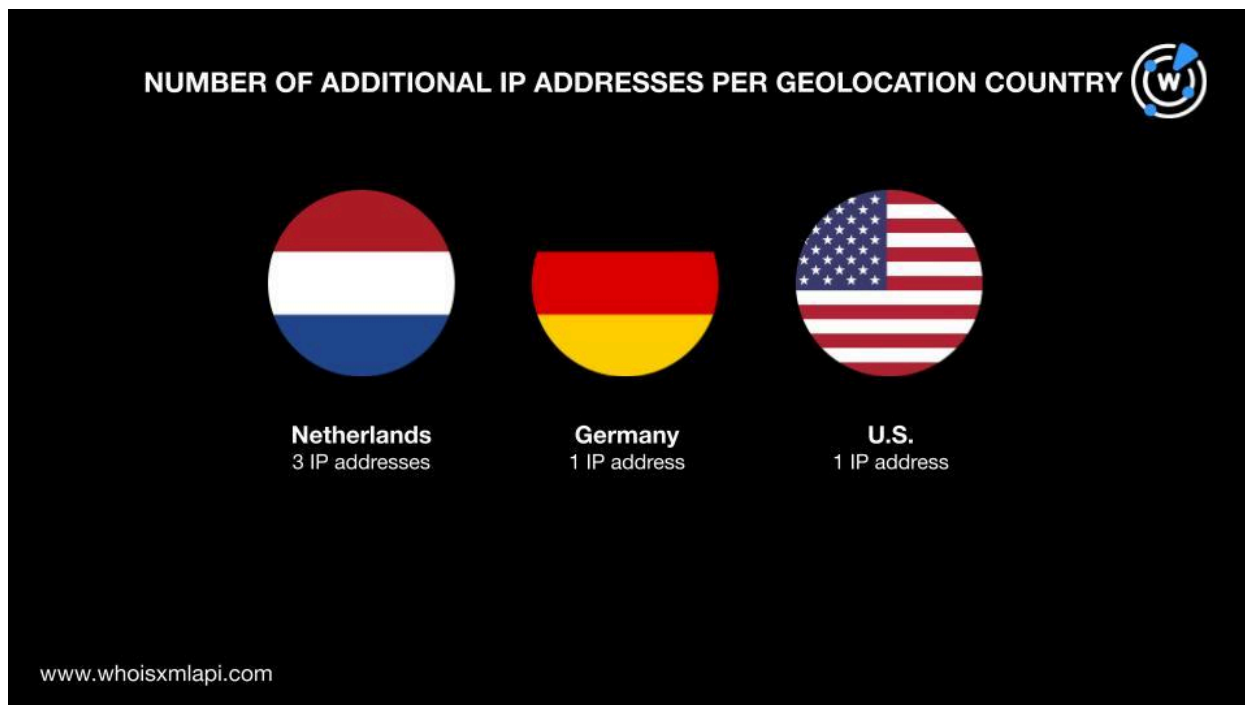 NUMBER OF ADDITIONAL IP ADDRESSES PER GEOLOCATION COUNTRY
W
Netherlands
3 IP addresses
Germany
1 IP address
U.S.
1 IP address
www.whoisxmlapi.com